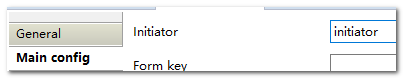 General
Main config
Initiator
initiator
Form key